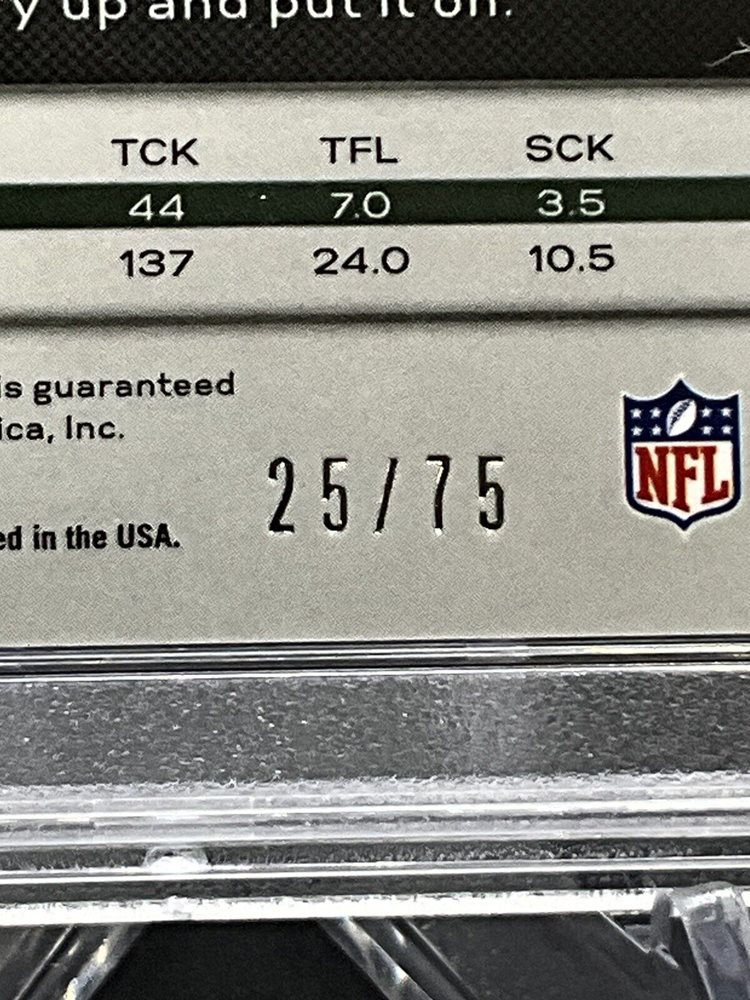 y up and put it on.
TCK TFL SCK
44 7.0 3.5
137 24.0 10.5
is guaranteed
ica, Inc.
25/75
NFL
ed in the USA.